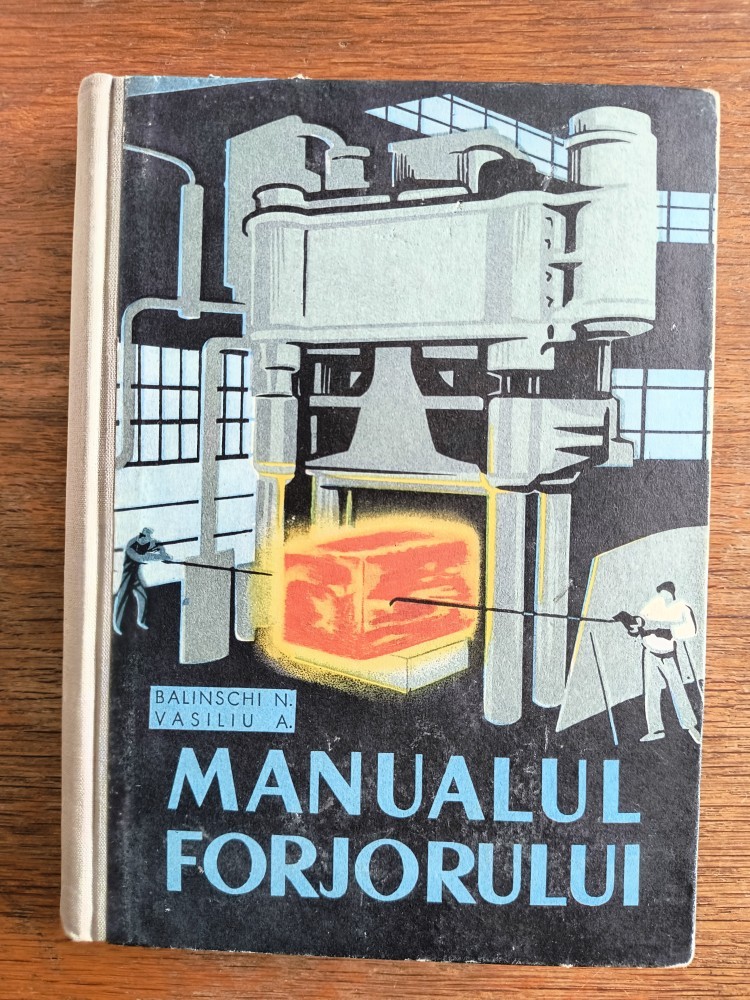 BALINSCHI N.
VASILIU A.
MANUALUL
FORJORULUI